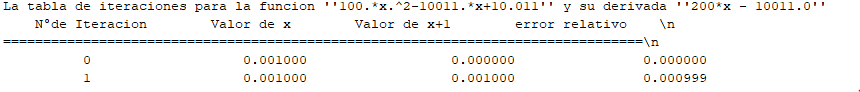 La tabla de iteraciones para la funcion ''100.*x.^2-10011.*x+10.011'' y su derivada ''200*x - 10011.0''
N°de Iteracion Valor de x Valor de x+1 error relativo \n
================================================================================\n
0 0.001000 0.000000 0.000000
1 0.001000 0.001000 0.000999